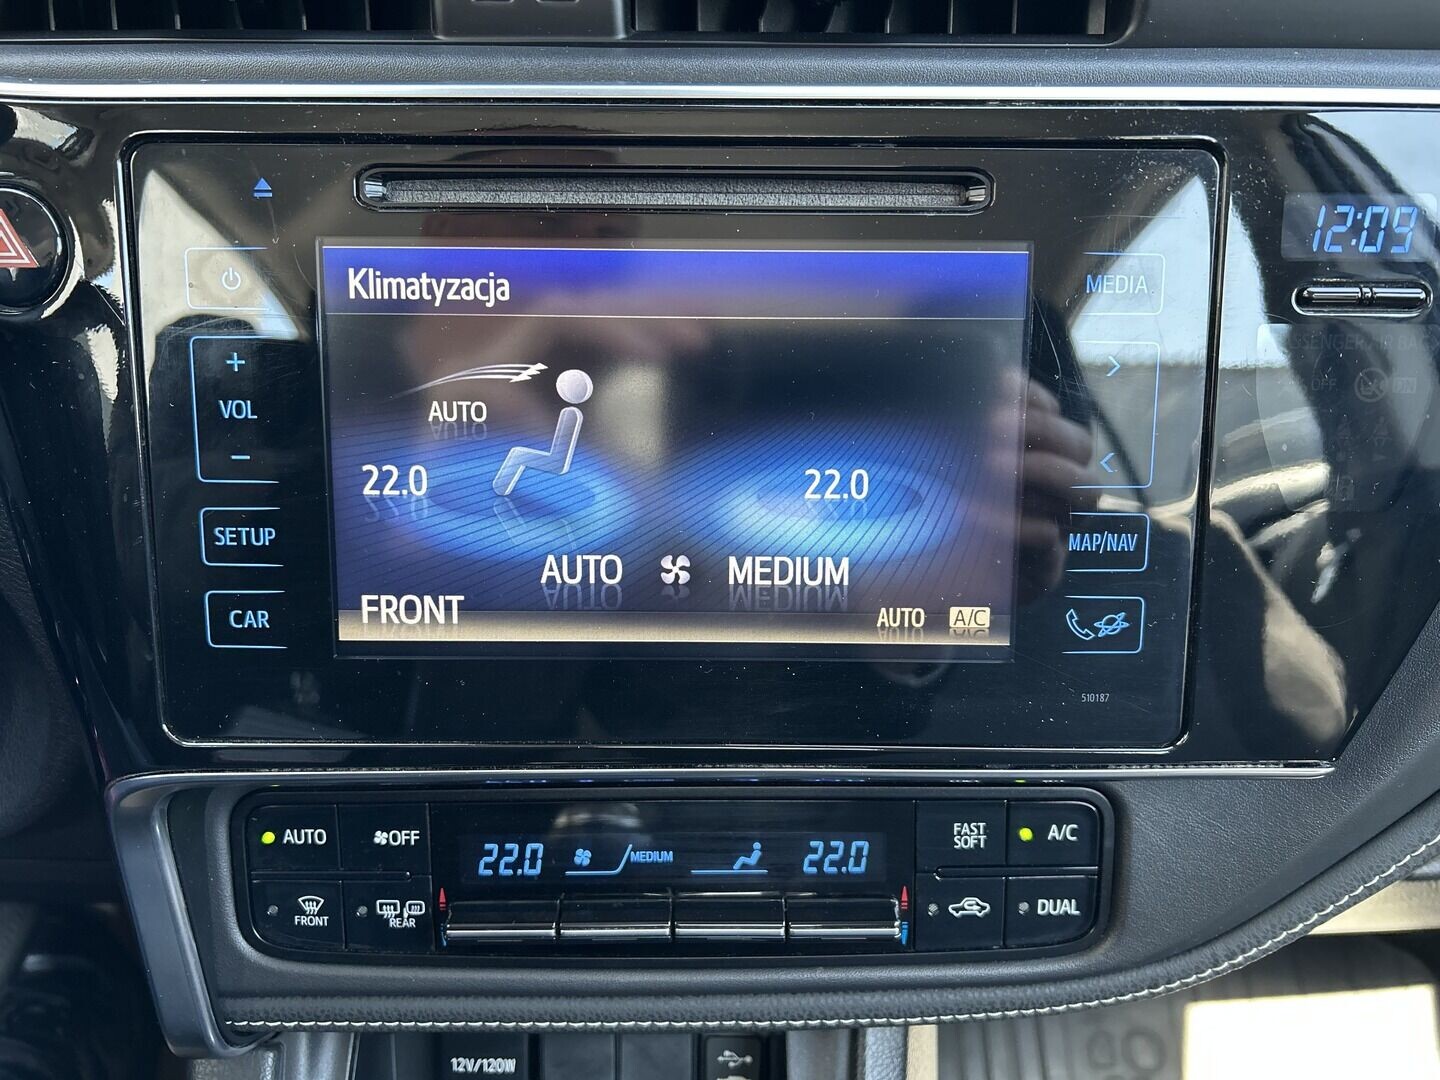 12:09
Klimatyzacja
MEDIA
+
VOL
−
AUTO
>
<
22.0
22.0
SETUP
MAP/NAV
AUTO MEDIUM
CAR
FRONT
AUTO A/C
510187
AUTO
OFF
22.0
MEDIUM
22.0
FAST
SOFT
A/C
FRONT
REAR
DUAL
12V/120W